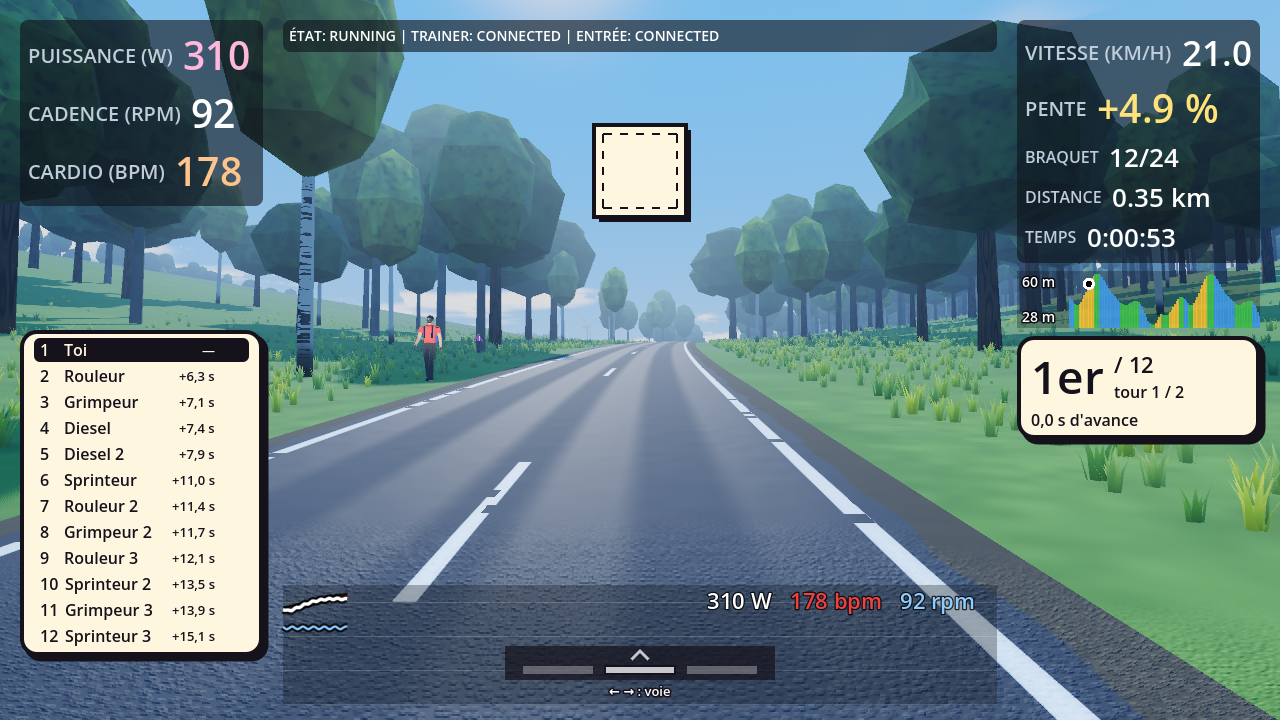 PUISSANCE (W) 310
CADENCE (RPM) 92
CARDIO (BPM) 178
ÉTAT: RUNNING | TRAINER: CONNECTED | ENTRÉE: CONNECTED
VITESSE (KM/H) 21.0
PENTE +4.9 %
BRAQUET 12/24
DISTANCE 0.35 km
TEMPS 0:00:53
60 m
28 m
1er / 12
tour 1 / 2
0,0 s d'avance
1 Toi —
2 Rouleur +6,3 s
3 Grimpeur +7,1 s
4 Diesel +7,4 s
5 Diesel 2 +7,9 s
6 Sprinteur +11,0 s
7 Rouleur 2 +11,4 s
8 Grimpeur 2 +11,7 s
9 Rouleur 3 +12,1 s
10 Sprinteur 2 +13,5 s
11 Grimpeur 3 +13,9 s
12 Sprinteur 3 +15,1 s
310 W 178 bpm 92 rpm
← → : voie